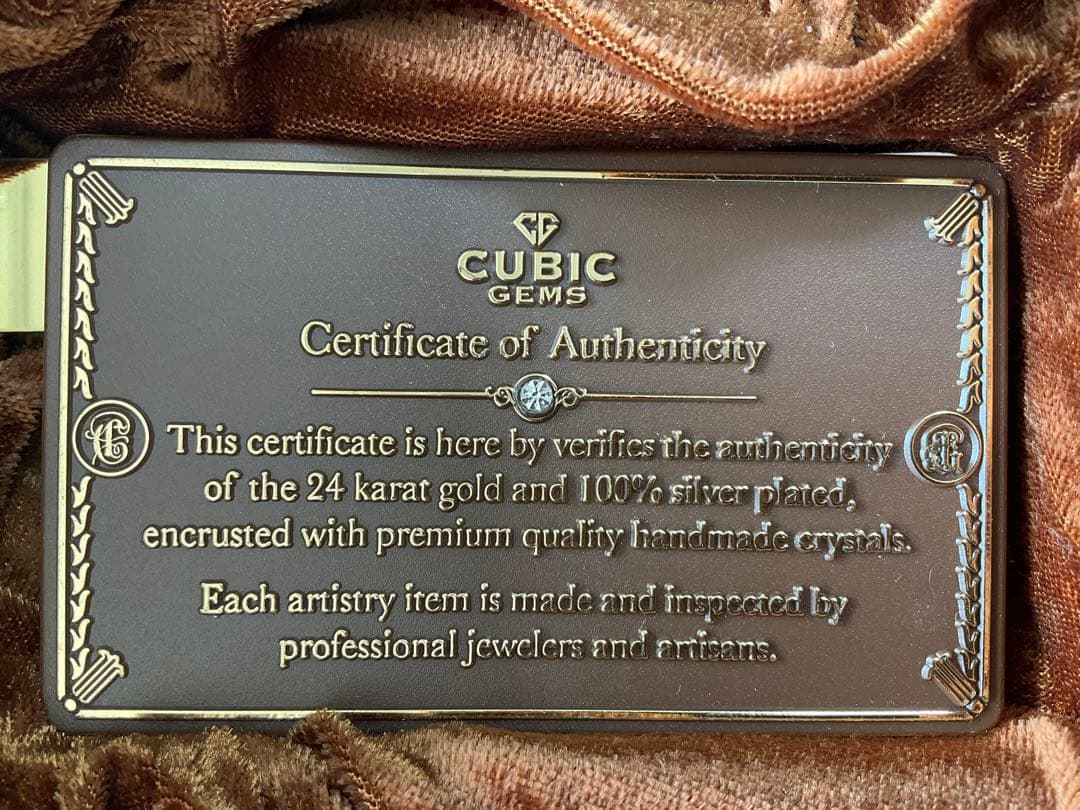 CG
CUBIC
GEMS
Certificate of Authenticity
This certificate is here by verifies the authenticity
of the 24 karat gold and 100% silver plated,
encrusted with premium quality handmade crystals.
Each artistry item is made and inspected by
professional jewelers and artisans.